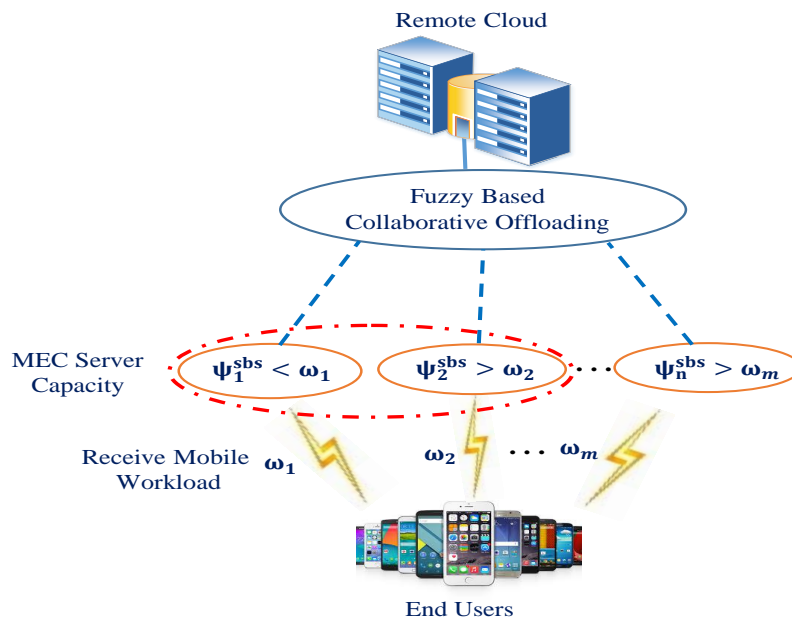 Remote Cloud
Fuzzy Based
Collaborative Offloading
MEC Server
Capacity
ψ₁ˢᵇˢ < ω₁
ψ₂ˢᵇˢ > ω₂
...
ψₙˢᵇˢ > ωₘ
Receive Mobile
Workload
ω₁
ω₂
...
ωₘ
End Users